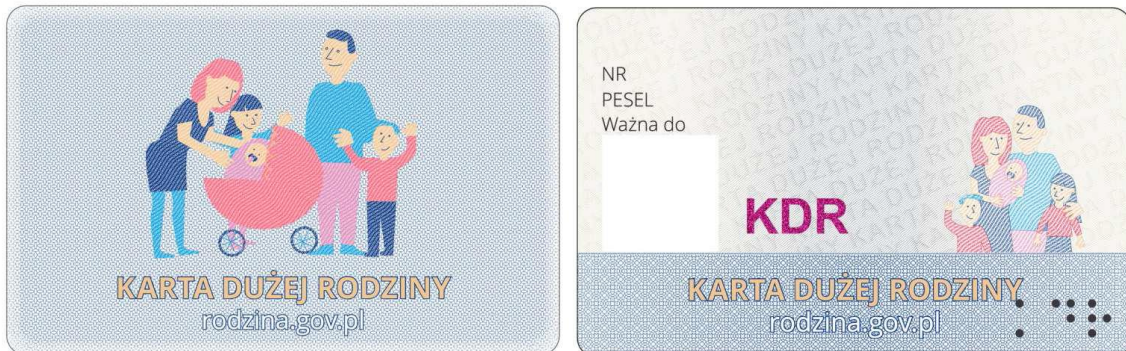 KARTA DUŻEJ RODZINY
rodzina.gov.pl
NR
PESEL
Ważna do
KDR
KARTA DUŻEJ RODZINY
rodzina.gov.pl